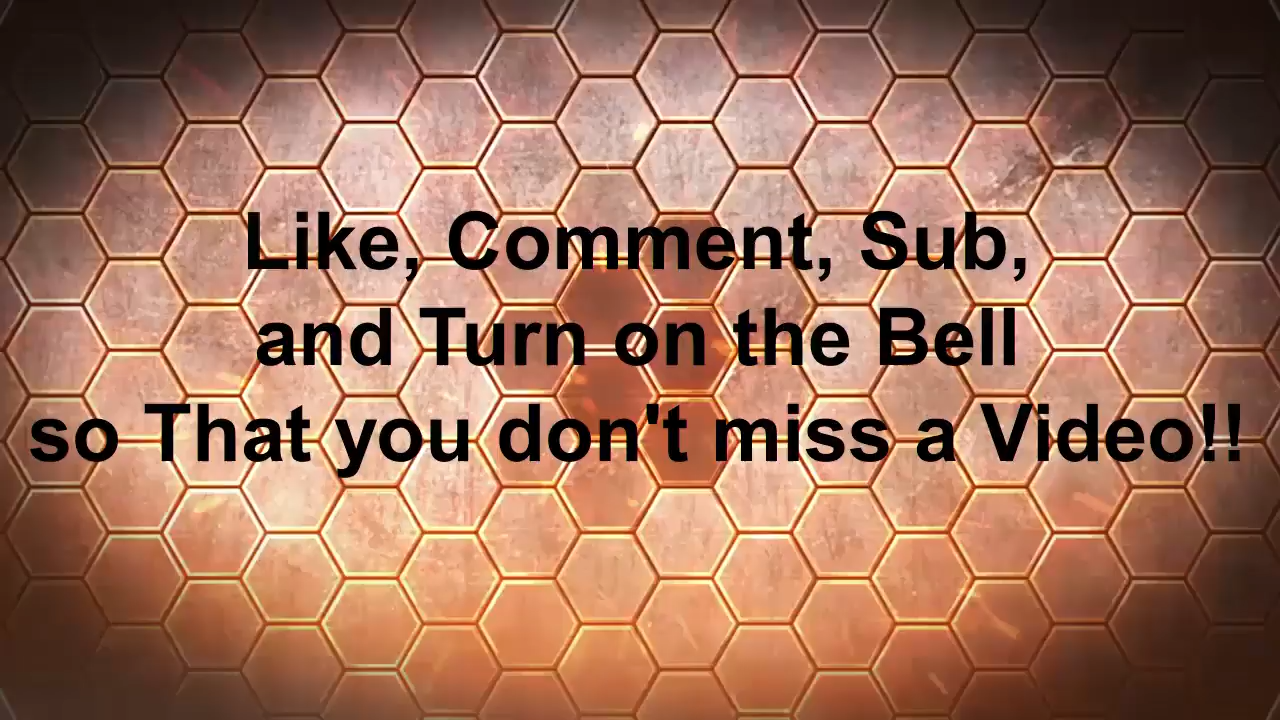 Like, Comment, Sub,
and Turn on the Bell
so That you don't miss a Video!!